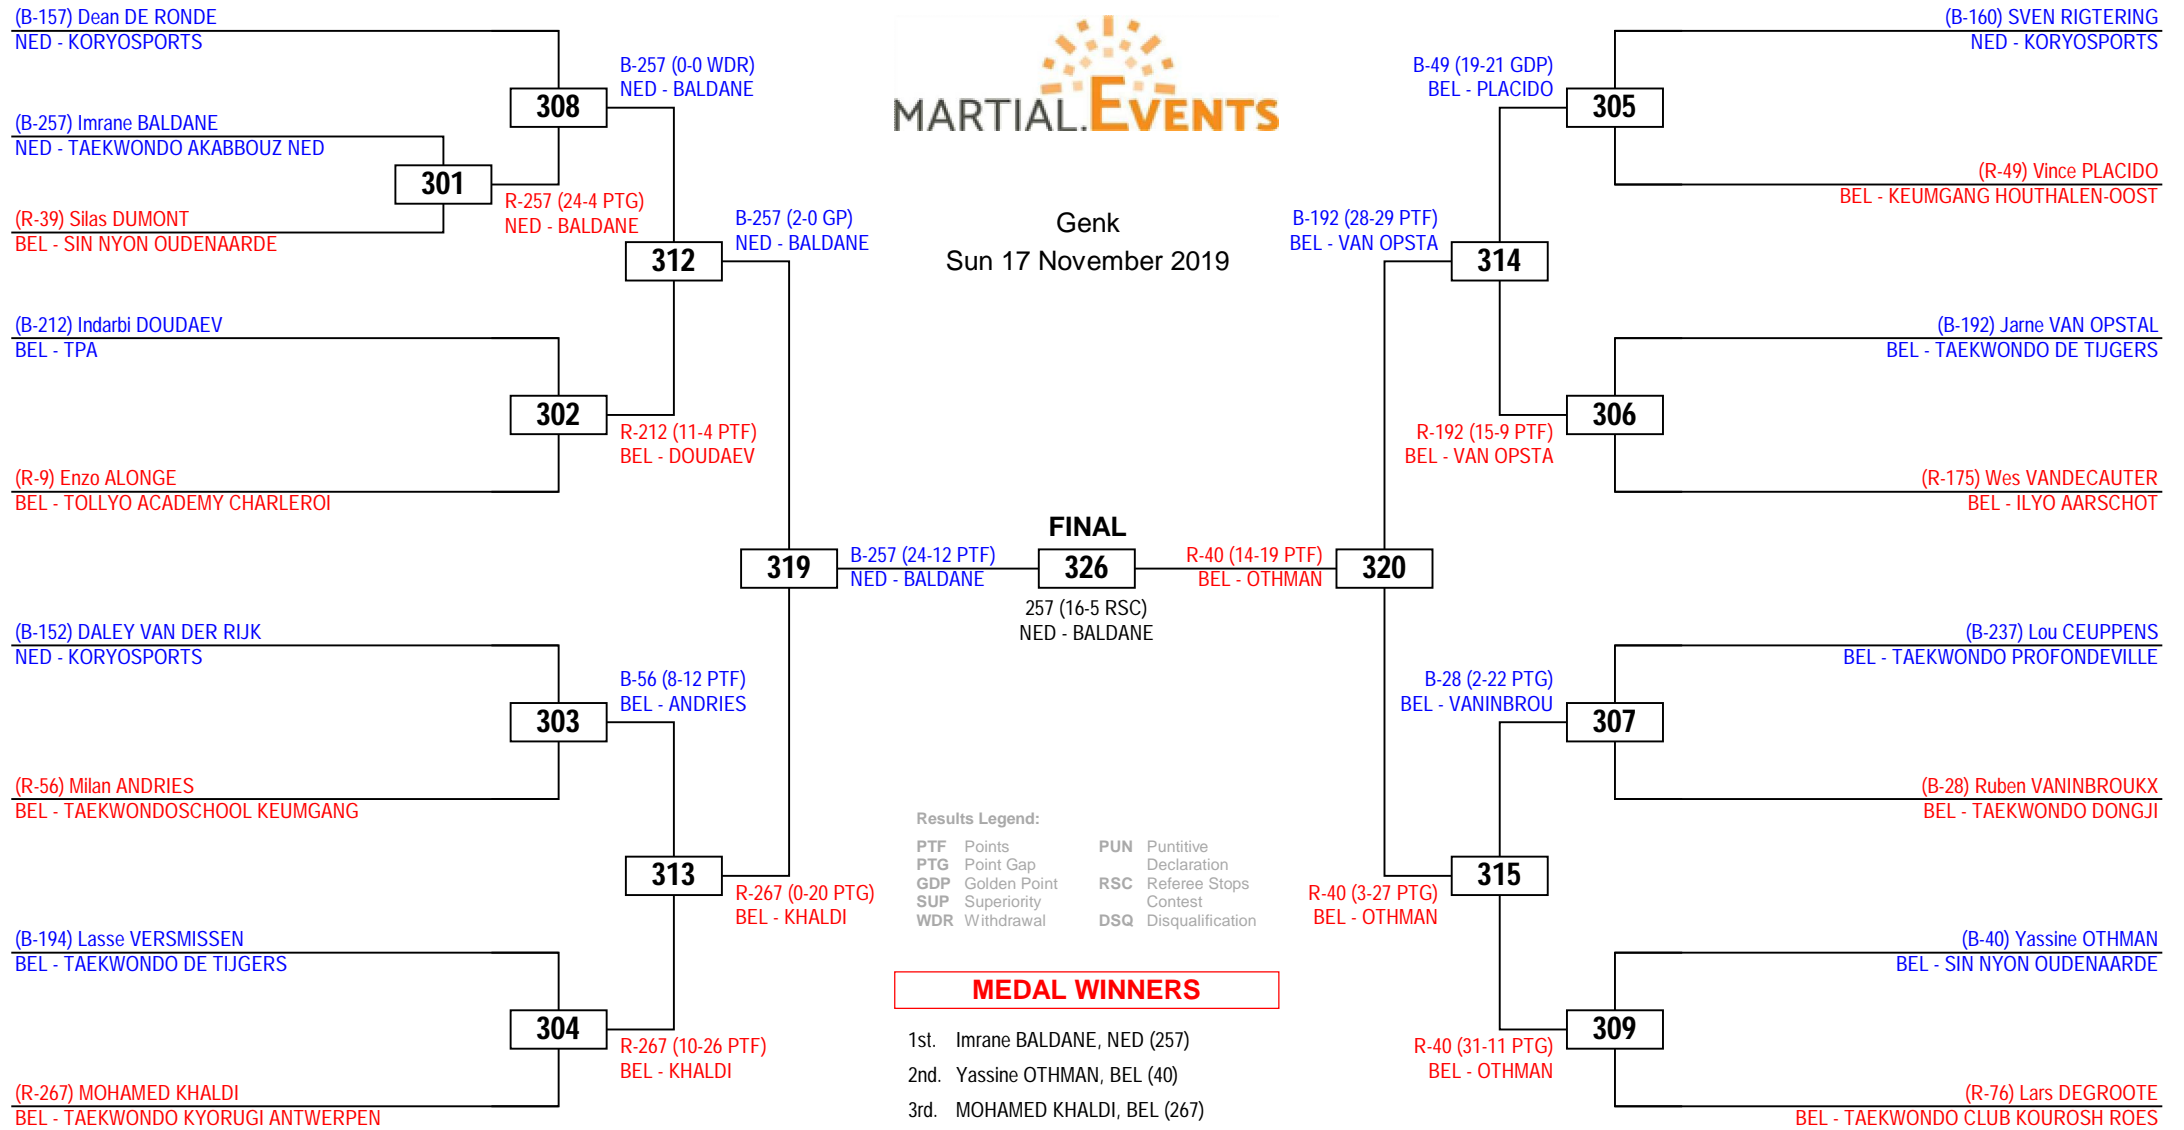 (B-157) Dean DE RONDE
NED - KORYOSPORTS
(B-257) Imrane BALDANE
NED - TAEKWONDO AKABBOUZ NED
(R-39) Silas DUMONT
BEL - SIN NYON OUDENAARDE
(B-212) Indarbi DOUDAEV
BEL - TPA
(R-9) Enzo ALONGE
BEL - TOLLYO ACADEMY CHARLEROI
(B-152) DALEY VAN DER RIJK
NED - KORYOSPORTS
(R-56) Milan ANDRIES
BEL - TAEKWONDOSCHOOL KEUMGANG
(B-194) Lasse VERSMISSEN
BEL - TAEKWONDO DE TIJGERS
(R-267) MOHAMED KHALDI
BEL - TAEKWONDO KYORUGI ANTWERPEN
301
R-257 (24-4 PTG)
NED - BALDANE
308
B-257 (0-0 WDR)
NED - BALDANE
302
R-212 (11-4 PTF)
BEL - DOUDAEV
303
B-56 (8-12 PTF)
BEL - ANDRIES
304
R-267 (10-26 PTF)
BEL - KHALDI
312
B-257 (2-0 GP)
NED - BALDANE
313
R-267 (0-20 PTG)
BEL - KHALDI
319
B-257 (24-12 PTF)
NED - BALDANE
MARTIAL.EVENTS
Genk
Sun 17 November 2019
FINAL
326
257 (16-5 RSC)
NED - BALDANE
R-40 (14-19 PTF)
BEL - OTHMAN
320
B-192 (28-29 PTF)
BEL - VAN OPSTA
314
R-40 (3-27 PTG)
BEL - OTHMAN
315
B-49 (19-21 GDP)
BEL - PLACIDO
305
R-192 (15-9 PTF)
BEL - VAN OPSTA
306
B-28 (2-22 PTG)
BEL - VANINBROU
307
R-40 (31-11 PTG)
BEL - OTHMAN
309
(B-160) SVEN RIGTERING
NED - KORYOSPORTS
(R-49) Vince PLACIDO
BEL - KEUMGANG HOUTHALEN-OOST
(B-192) Jarne VAN OPSTAL
BEL - TAEKWONDO DE TIJGERS
(R-175) Wes VANDECAUTER
BEL - ILYO AARSCHOT
(B-237) Lou CEUPPENS
BEL - TAEKWONDO PROFONDEVILLE
(B-28) Ruben VANINBROUKX
BEL - TAEKWONDO DONGJI
(B-40) Yassine OTHMAN
BEL - SIN NYON OUDENAARDE
(R-76) Lars DEGROOTE
BEL - TAEKWONDO CLUB KOUROSH ROES
Results Legend:
PTF Points
PTG Point Gap
GDP Golden Point
SUP Superiority
WDR Withdrawal
PUN Puntitive
Declaration
RSC Referee Stops
Contest
DSQ Disqualification
MEDAL WINNERS
1st. Imrane BALDANE, NED (257)
2nd. Yassine OTHMAN, BEL (40)
3rd. MOHAMED KHALDI, BEL (267)